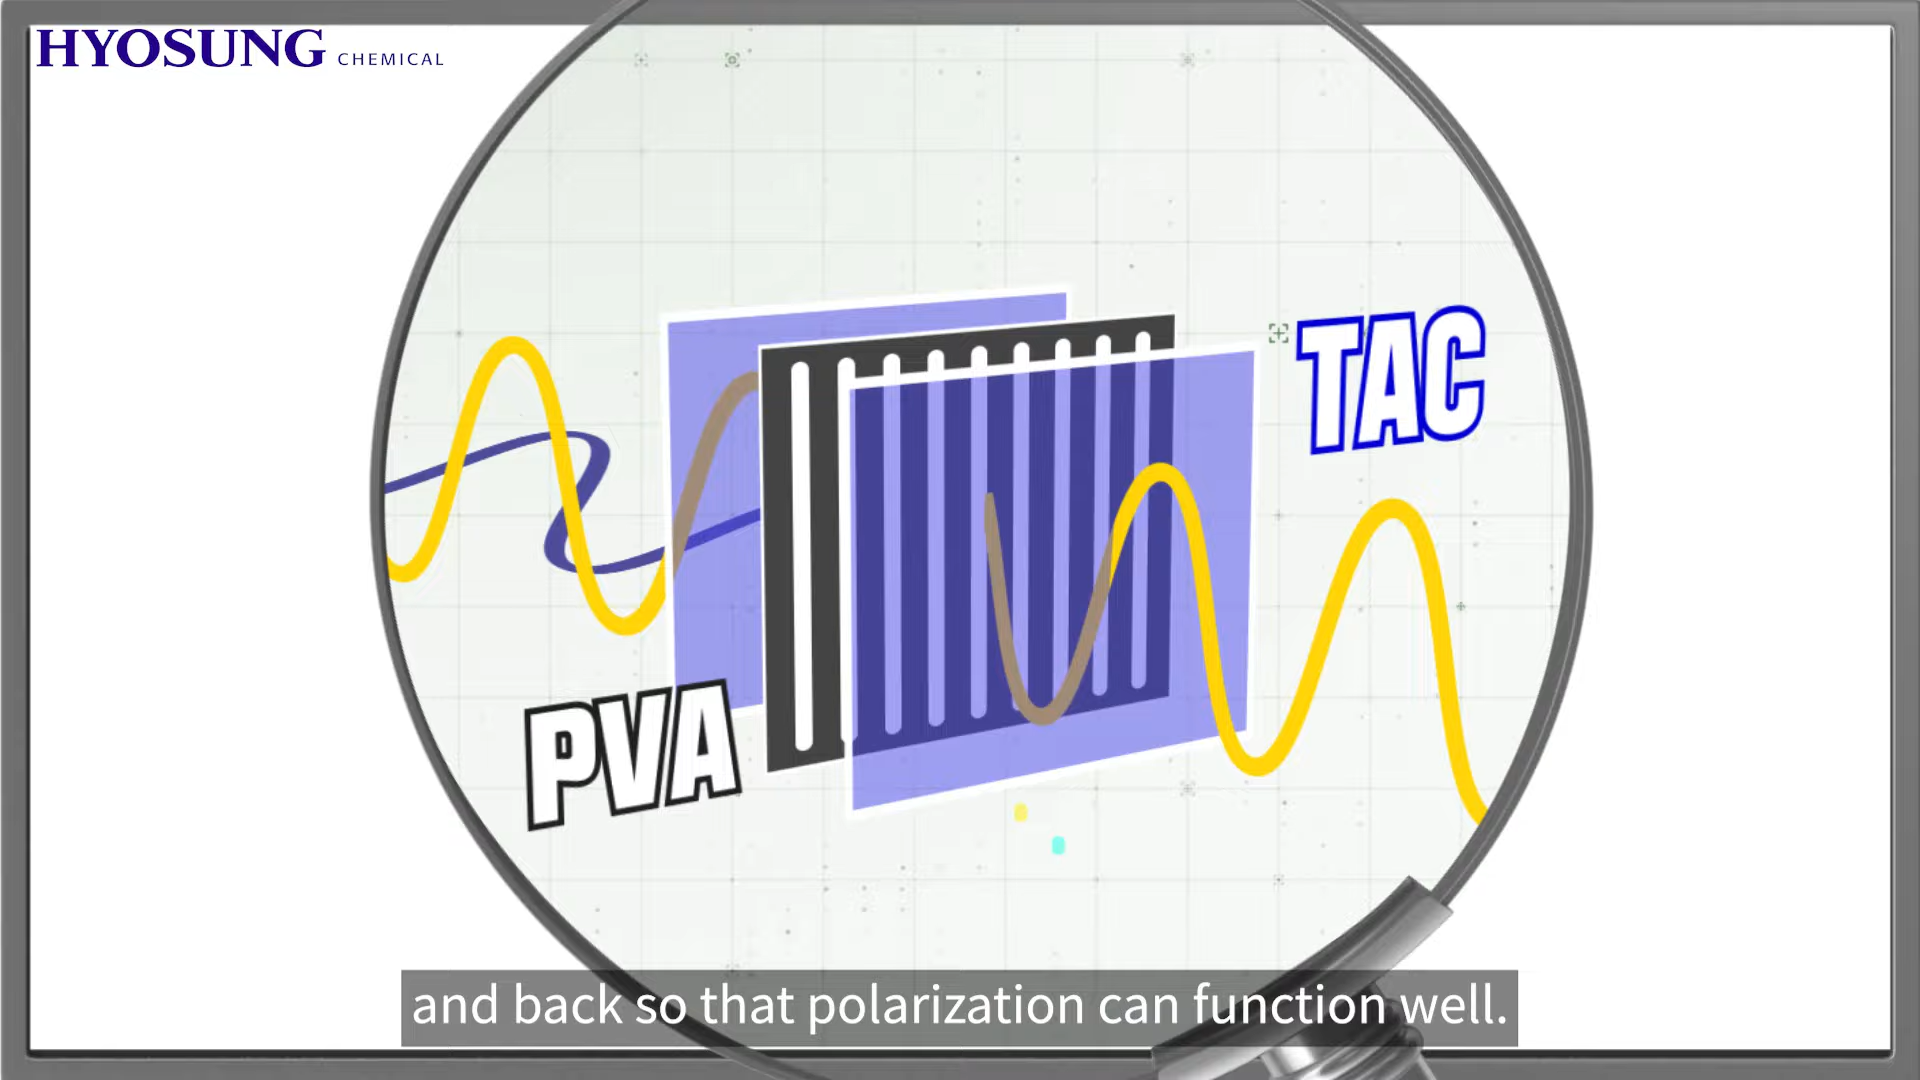 HYOSUNG CHEMICAL
TAC
PVA
and back so that polarization can function well.